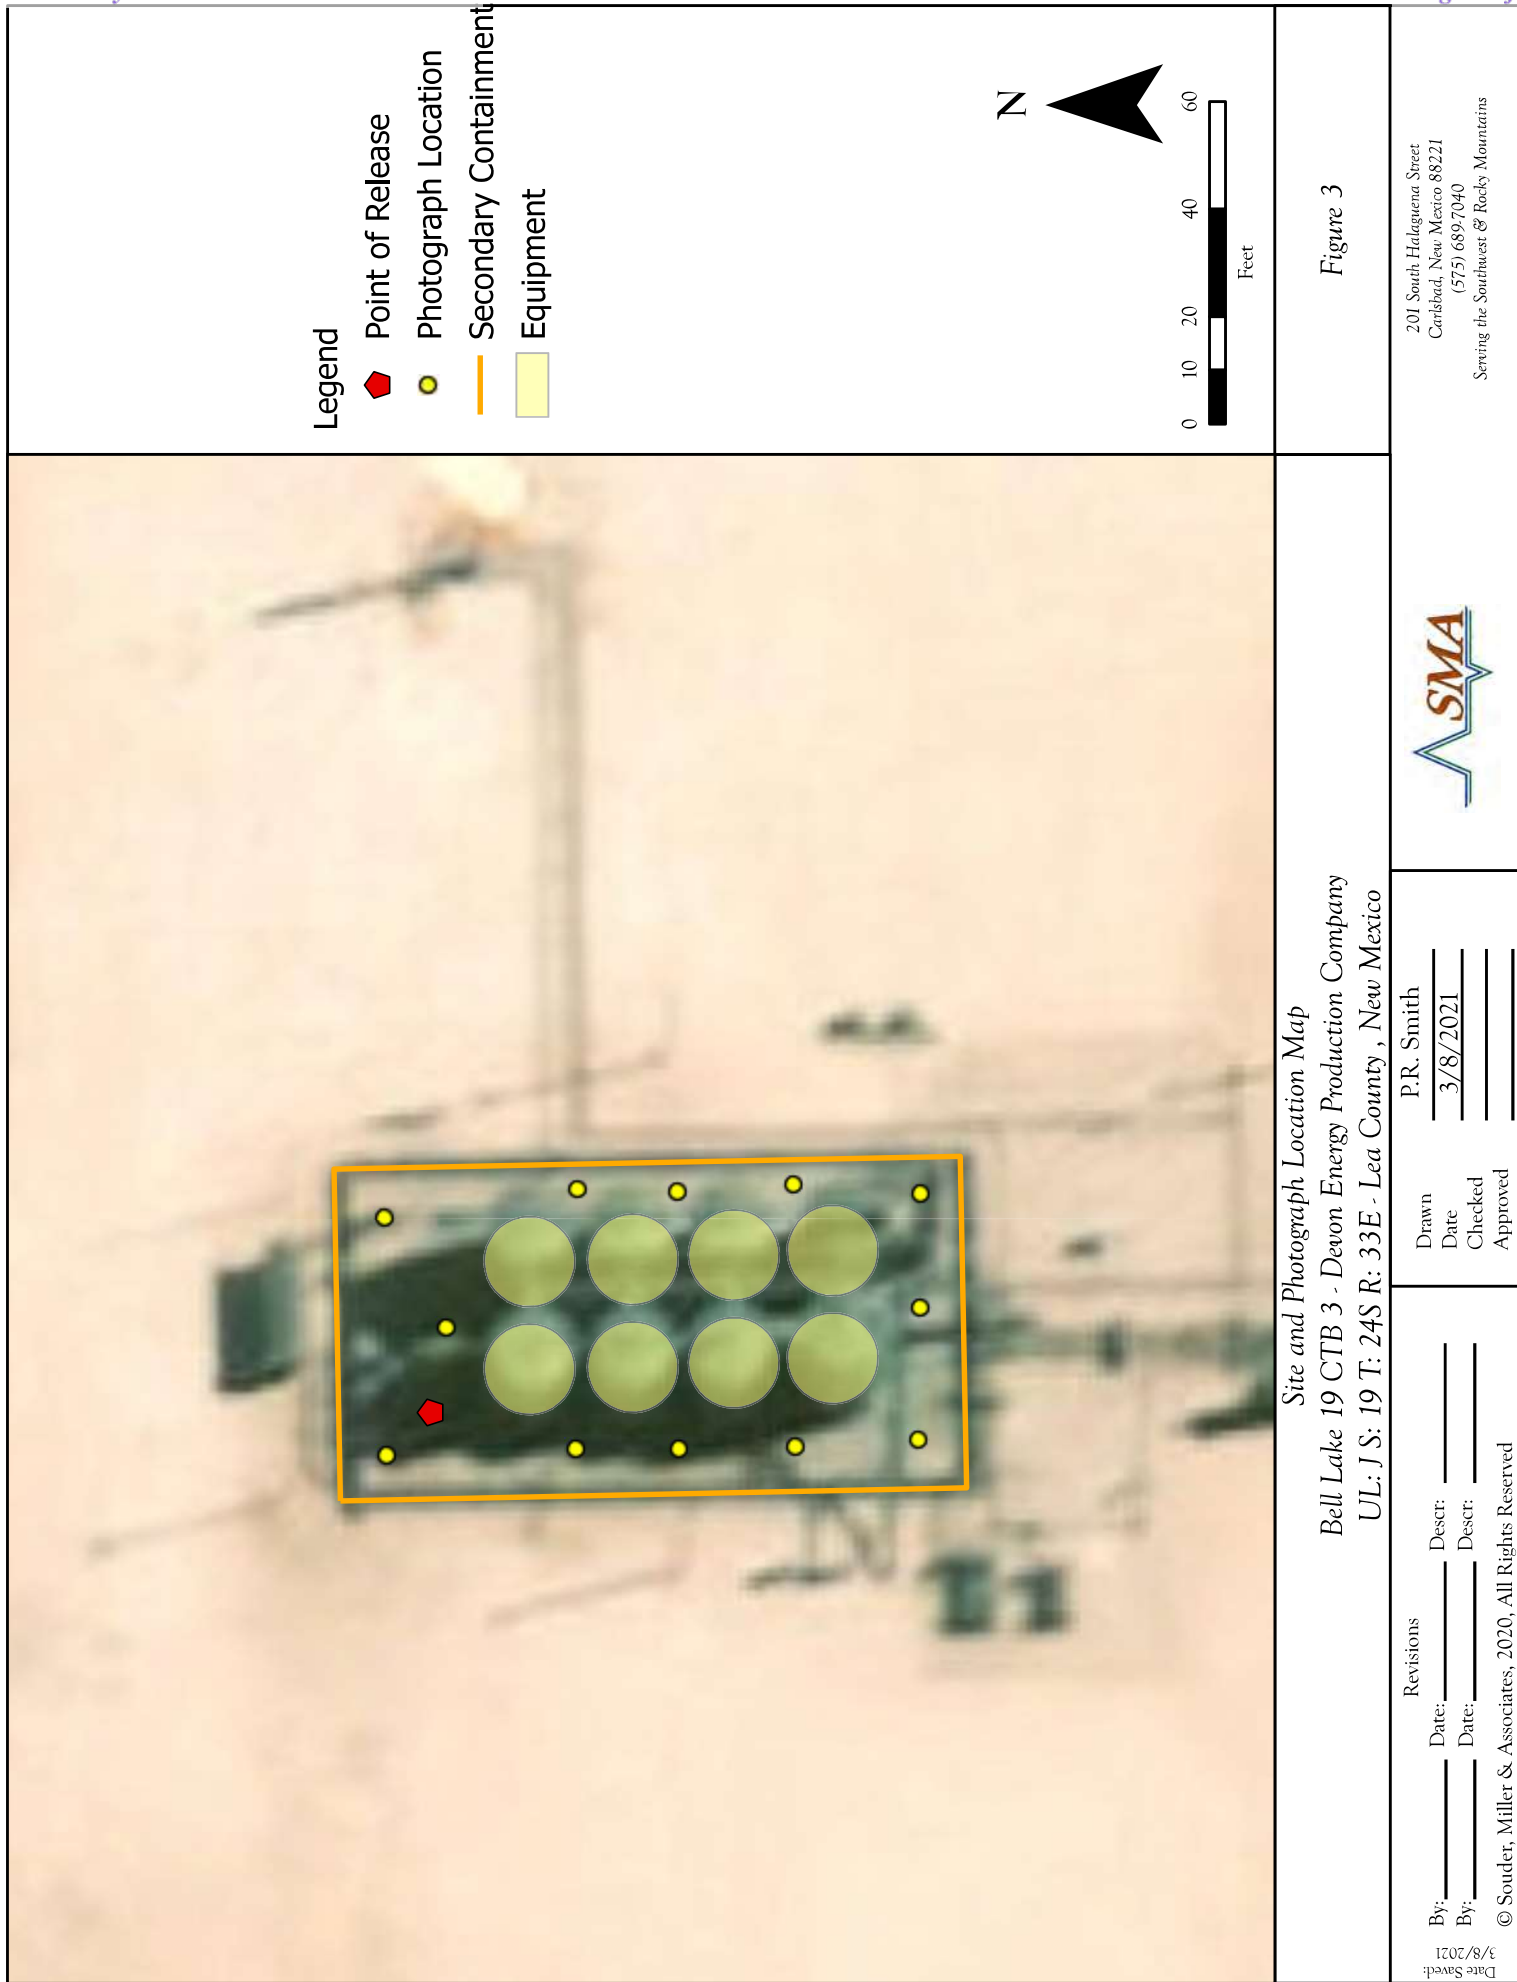 Legend
Point of Release
Photograph Location
Secondary Containment
Equipment
N
0 10 20 40 60
Feet
Site and Photograph Location Map
Bell Lake 19 CTB 3 - Devon Energy Production Company
UL: J S: 19 T: 24S R: 33E - Lea County , New Mexico
Figure 3
Date Saved:
3/8/2021
Revisions
By: Date: Descr:
By: Date: Descr:
© Souder, Miller & Associates, 2020, All Rights Reserved
Drawn P.R. Smith
Date 3/8/2021
Checked
Approved
SMA
201 South Halaguena Street
Carlsbad, New Mexico 88221
(575) 689-7040
Serving the Southwest & Rocky Mountains